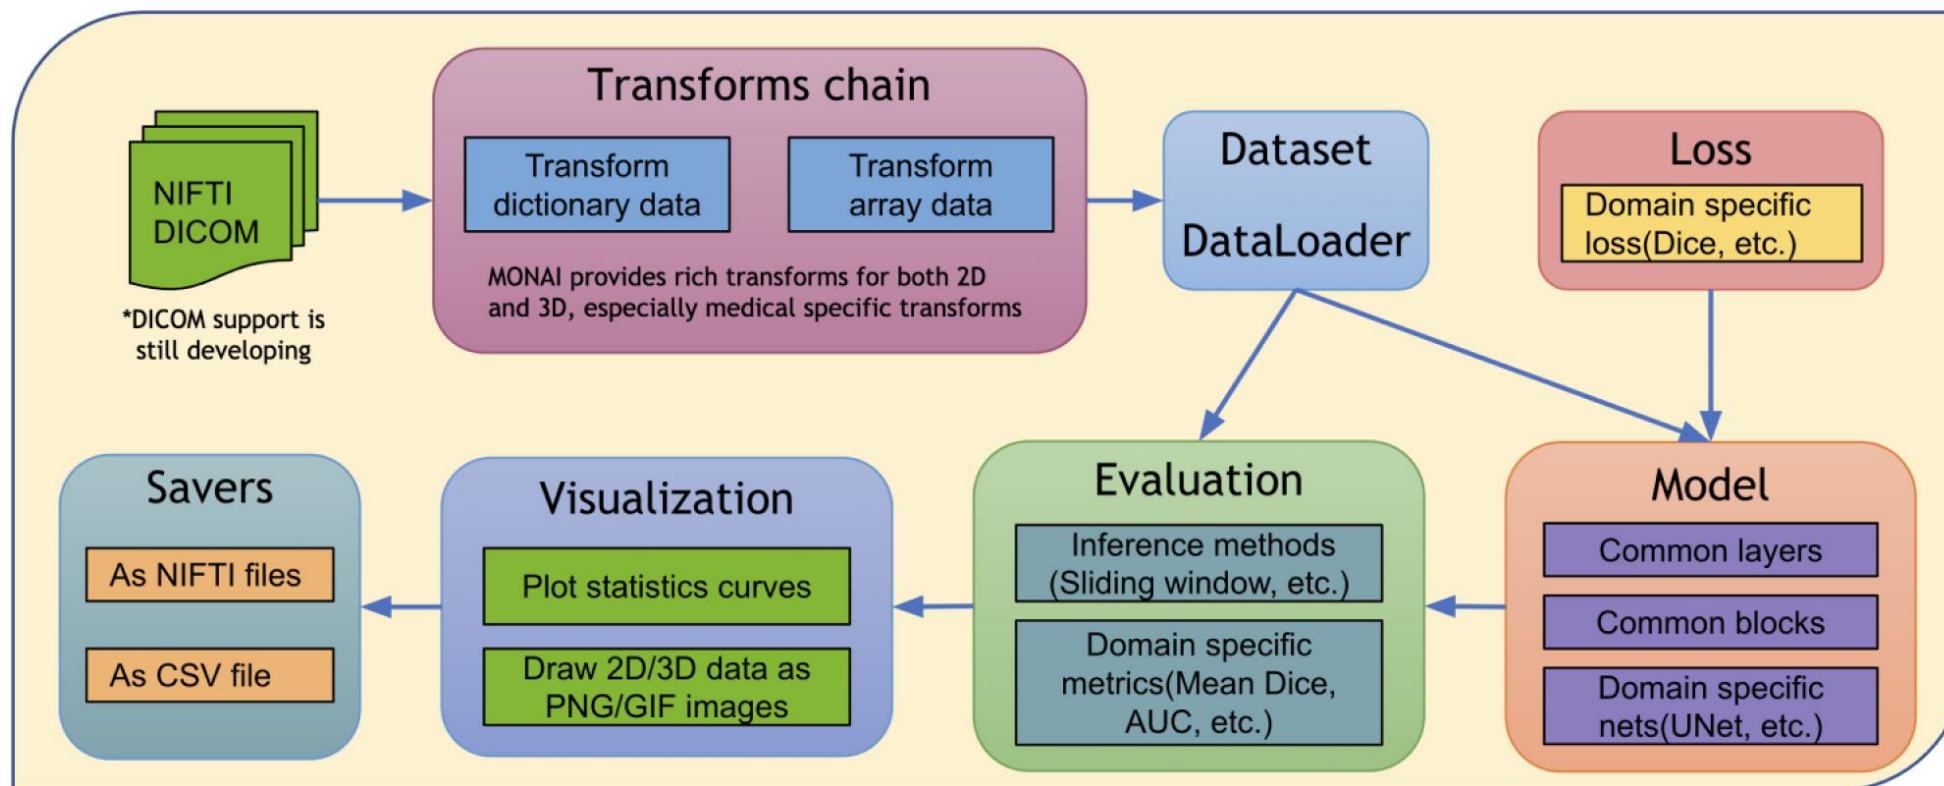 Transforms chain
NIFTI
DICOM
*DICOM support is
still developing
Transform
dictionary data
Transform
array data
MONAI provides rich transforms for both 2D
and 3D, especially medical specific transforms
Dataset
DataLoader
Loss
Domain specific
loss(Dice, etc.)
Savers
As NIFTI files
As CSV file
Visualization
Plot statistics curves
Draw 2D/3D data as
PNG/GIF images
Evaluation
Inference methods
(Sliding window, etc.)
Domain specific
metrics(Mean Dice,
AUC, etc.)
Model
Common layers
Common blocks
Domain specific
nets(UNet, etc.)